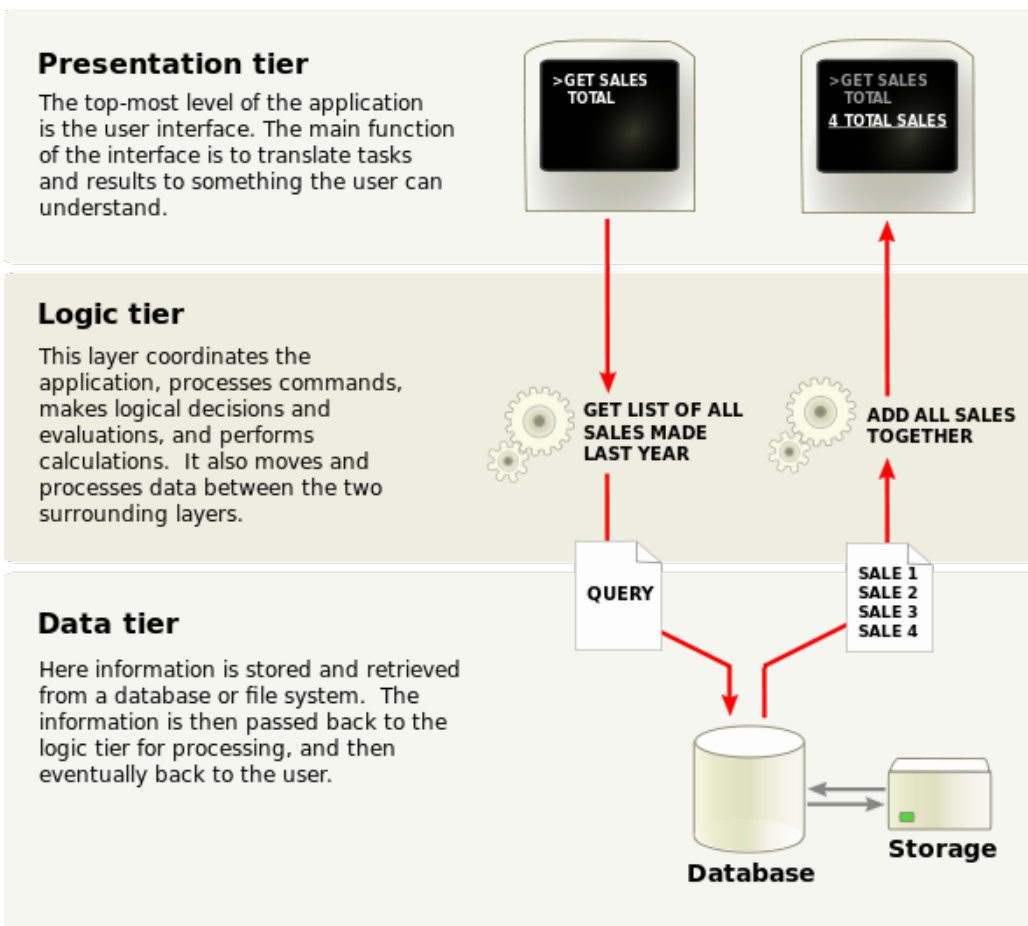 Presentation tier
The top-most level of the application
is the user interface. The main function
of the interface is to translate tasks
and results to something the user can
understand.
>GET SALES
TOTAL
>GET SALES
TOTAL
4 TOTAL SALES
Logic tier
This layer coordinates the
application, processes commands,
makes logical decisions and
evaluations, and performs
calculations.  It also moves and
processes data between the two
surrounding layers.
GET LIST OF ALL
SALES MADE
LAST YEAR
ADD ALL SALES
TOGETHER
QUERY
SALE 1
SALE 2
SALE 3
SALE 4
Data tier
Here information is stored and retrieved
from a database or file system.  The
information is then passed back to the
logic tier for processing, and then
eventually back to the user.
Database
Storage